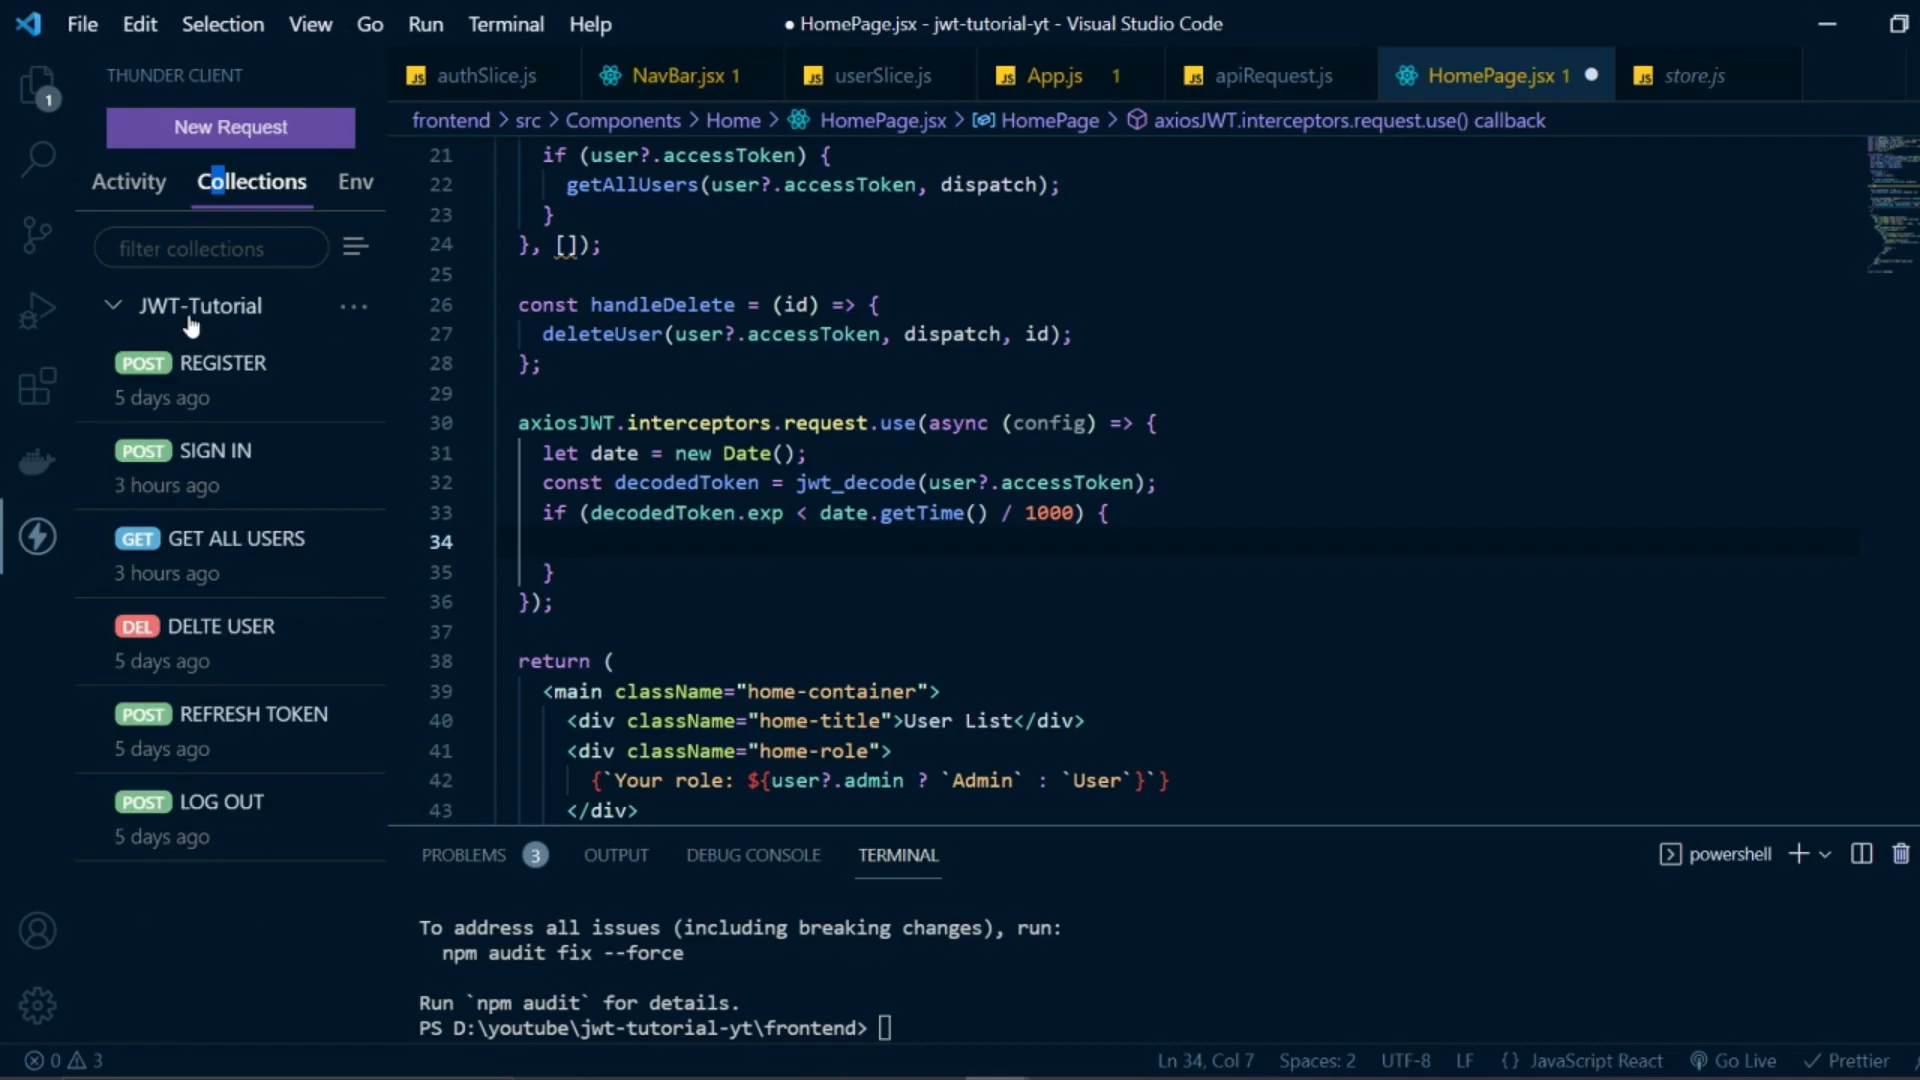 File Edit Selection View Go Run Terminal Help
● HomePage.jsx - jwt-tutorial-yt - Visual Studio Code
THUNDER CLIENT
New Request
Activity Collections Env
filter collections
JWT-Tutorial ...
POST REGISTER
5 days ago
POST SIGN IN
3 hours ago
GET GET ALL USERS
3 hours ago
DEL DELTE USER
5 days ago
POST REFRESH TOKEN
5 days ago
POST LOG OUT
5 days ago
1
JS authSlice.js NavBar.jsx 1 JS userSlice.js JS App.js 1 JS apiRequest.js HomePage.jsx 1 ● JS store.js
frontend > src > Components > Home > HomePage.jsx > HomePage > axiosJWT.interceptors.request.use() callback
21 if (user?.accessToken) {
22 getAllUsers(user?.accessToken, dispatch);
23 }
24 }, []);
25
26 const handleDelete = (id) => {
27 deleteUser(user?.accessToken, dispatch, id);
28 };
29
30 axiosJWT.interceptors.request.use(async (config) => {
31 let date = new Date();
32 const decodedToken = jwt_decode(user?.accessToken);
33 if (decodedToken.exp < date.getTime() / 1000) {
34
35 }
36 });
37
38 return (
39 <main className="home-container">
40 <div className="home-title">User List</div>
41 <div className="home-role">
42 {`Your role: ${user?.admin ? `Admin` : `User`}`}
43 </div>
PROBLEMS 3 OUTPUT DEBUG CONSOLE TERMINAL powershell
To address all issues (including breaking changes), run:
npm audit fix --force
Run `npm audit` for details.
PS D:\youtube\jwt-tutorial-yt\frontend>
0 3 Ln 34, Col 7 Spaces: 2 UTF-8 LF {} JavaScript React Go Live ✓ Prettier